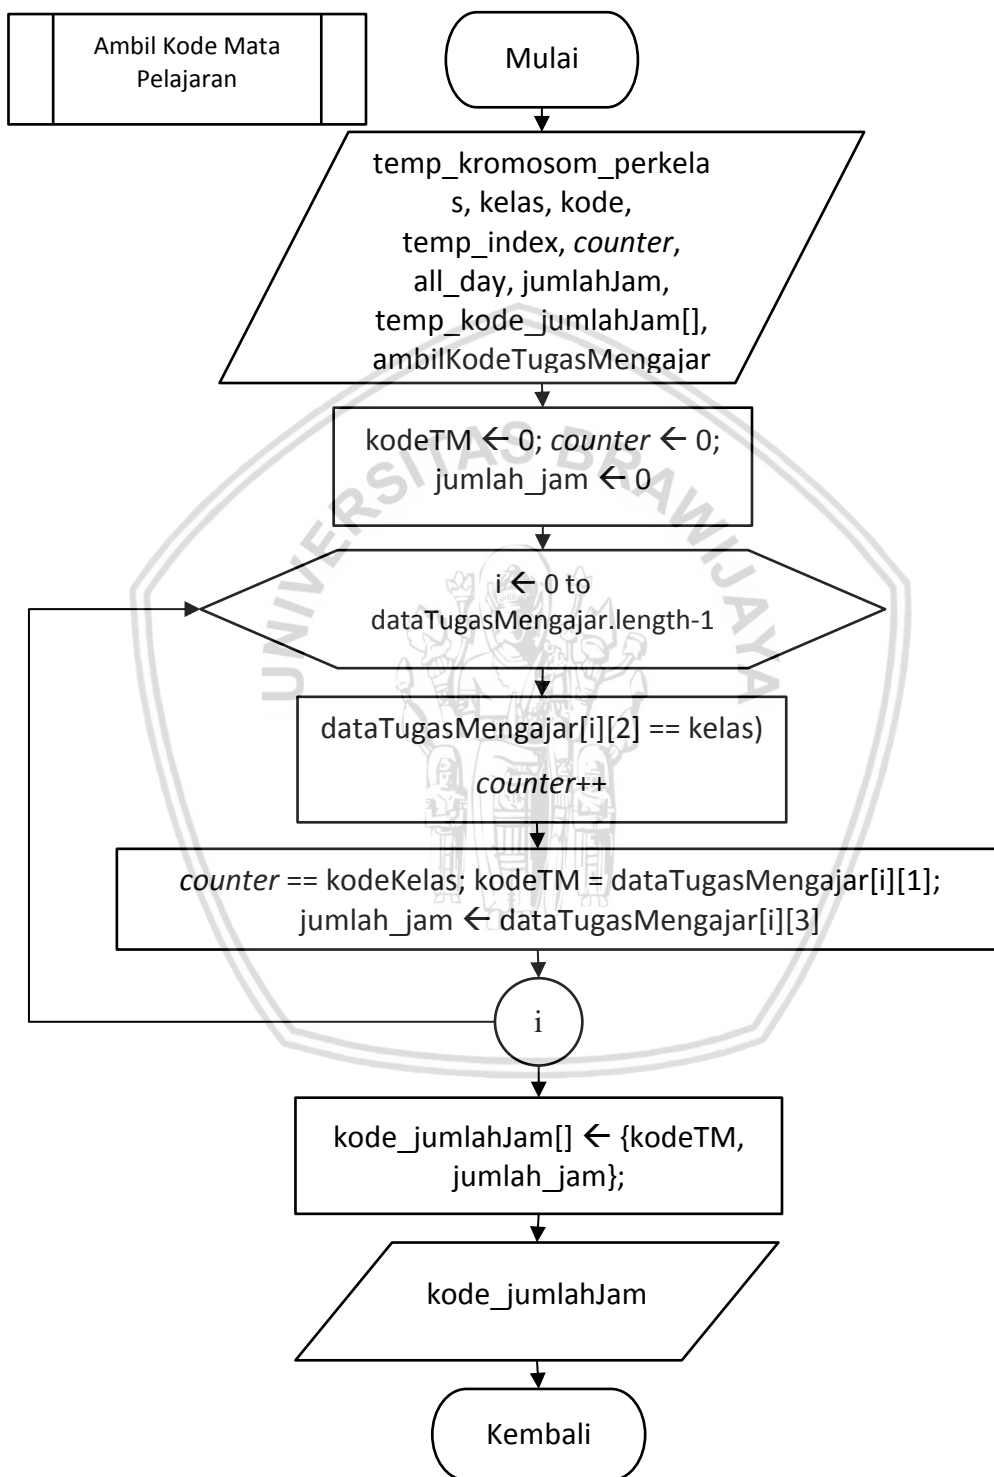 Ambil Kode Mata
Pelajaran
Mulai
temp_kromosom_perkela
s, kelas, kode,
temp_index, counter,
all_day, jumlahJam,
temp_kode_jumlahJam[],
ambilKodeTugasMengajar
kodeTM ← 0; counter ← 0;
jumlah_jam ← 0
UNIVERSITAS BRAWIJAYA
i ← 0 to
dataTugasMengajar.length-1
dataTugasMengajar[i][2] == kelas)
counter++
counter == kodeKelas; kodeTM = dataTugasMengajar[i][1];
jumlah_jam ← dataTugasMengajar[i][3]
i
kode_jumlahJam[] ← {kodeTM,
jumlah_jam};
kode_jumlahJam
Kembali